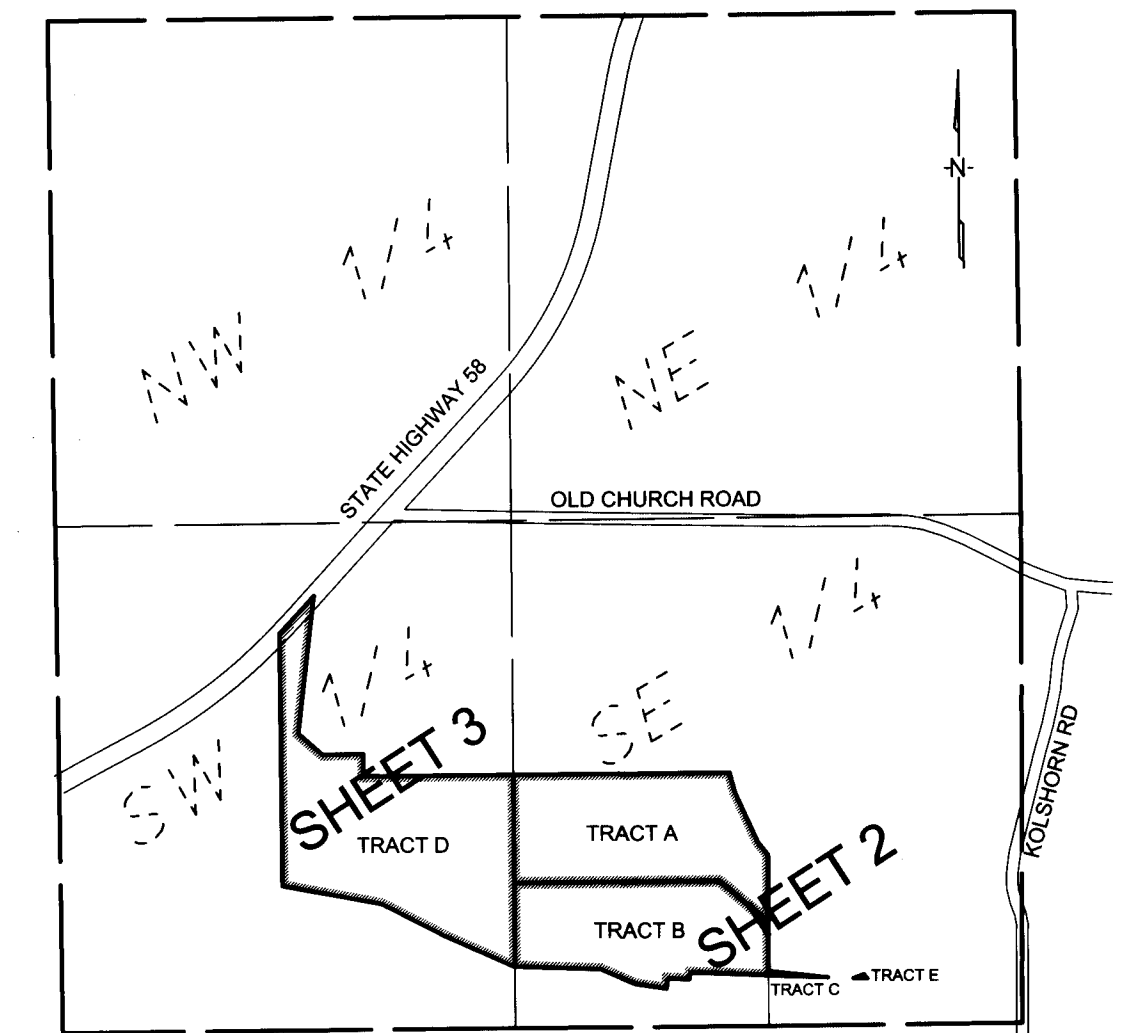 -N-
NW 1/4
NE 1/4
STATE HIGHWAY 58
OLD CHURCH ROAD
SW 1/4
SE 1/4
KOLSHORN RD
SHEET 3
SHEET 2
TRACT D
TRACT A
TRACT B
TRACT C
TRACT E